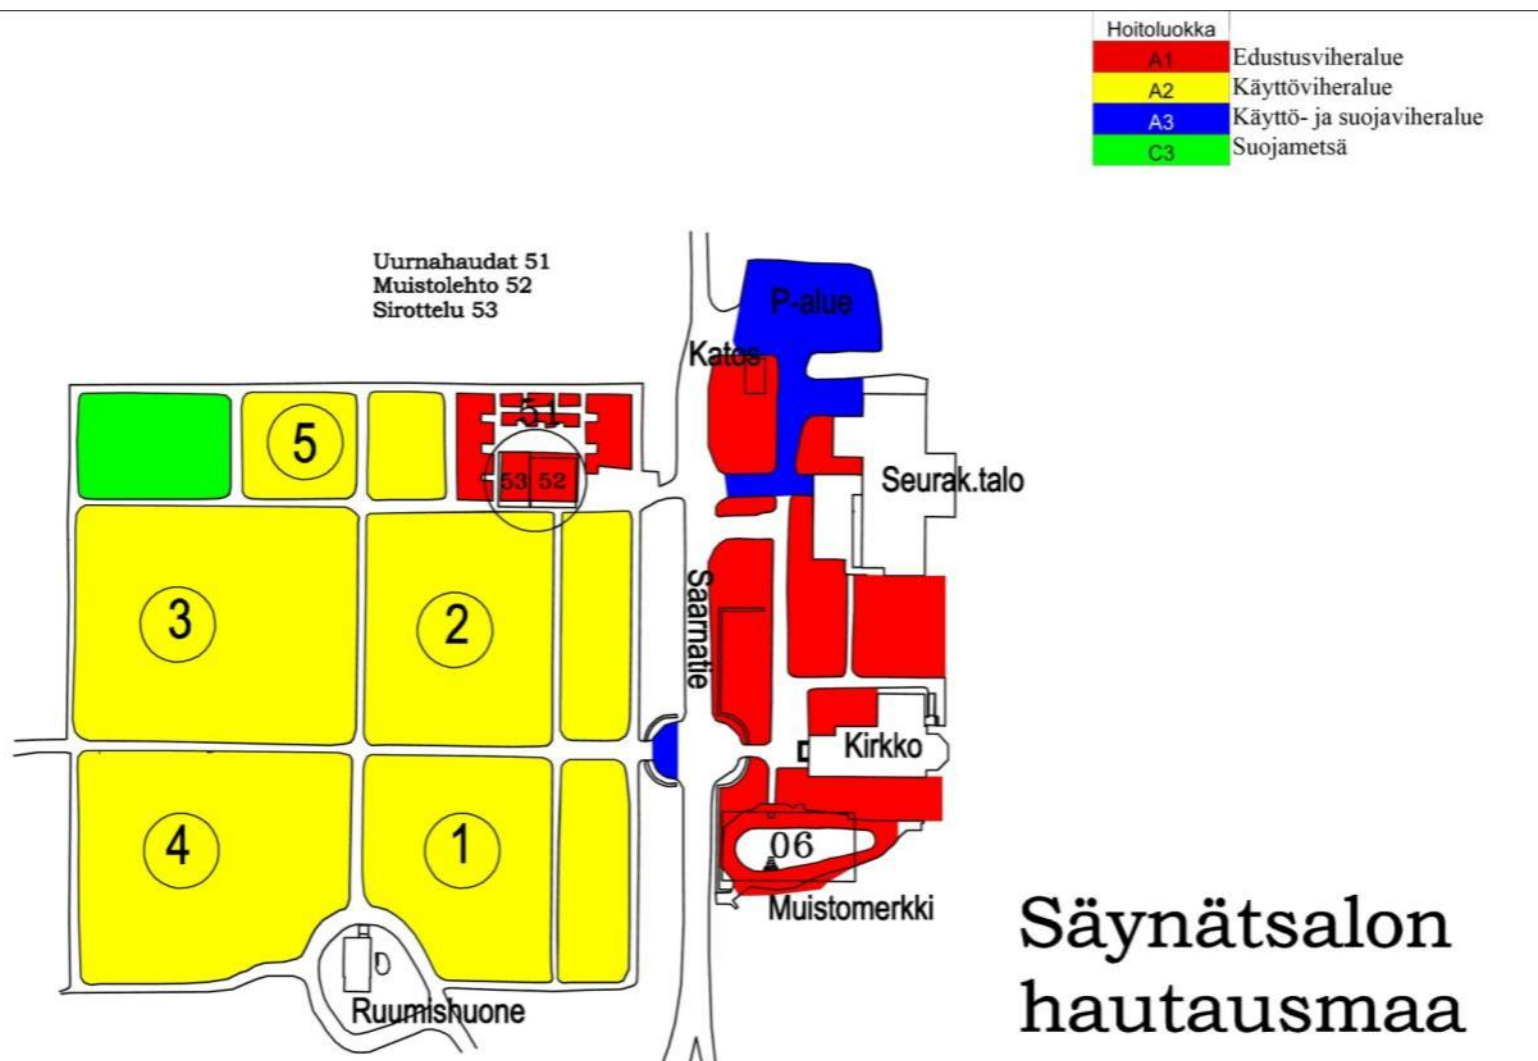 Hoitoluokka
A1 Edustusviheralue
A2 Käyttöviheralue
A3 Käyttö- ja suojaviheralue
C3 Suojametsä
Uurnahaudat 51
Muistolehto 52
Sirottelu 53
P-alue
Katos
51
5
53 52
Seurak.talo
3
2
Saarnatie
Kirkko
4
1
06
Muistomerkki
Ruumishuone
Säynätsalon
hautausmaa